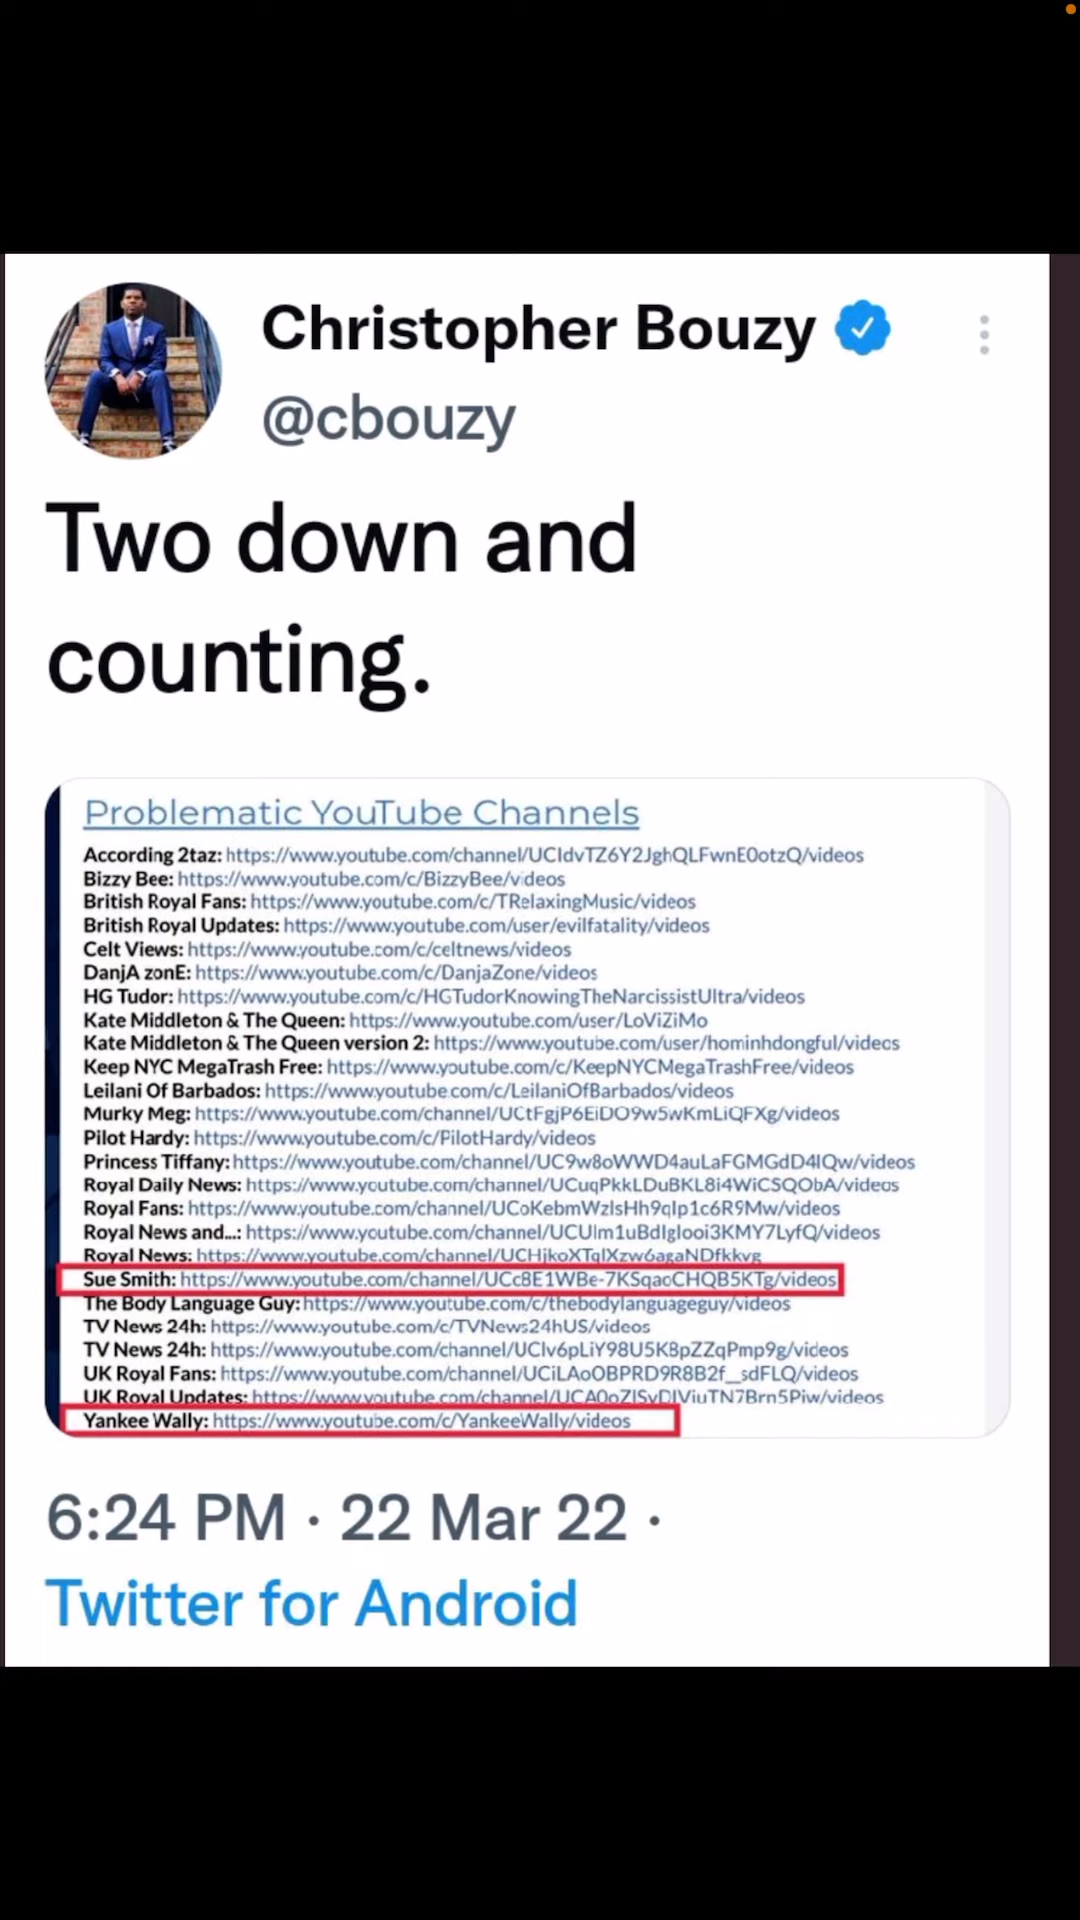 Christopher Bouzy
@cbouzy
Two down and
counting.
Problematic YouTube Channels
According 2taz: https://www.youtube.com/channel/UCIdvTZ6Y2JghQLFwnE0otzQ/videos
Bizzy Bee: https://www.youtube.com/c/BizzyBee/videos
British Royal Fans: https://www.youtube.com/c/TRelaxingMusic/videos
British Royal Updates: https://www.youtube.com/user/evilfatality/videos
Celt Views: https://www.youtube.com/c/celtnews/videos
DanjA zonE: https://www.youtube.com/c/DanjaZone/videos
HG Tudor: https://www.youtube.com/c/HGTudorKnowingTheNarcissistUltra/videos
Kate Middleton & The Queen: https://www.youtube.com/user/LoViZiMo
Kate Middleton & The Queen version 2: https://www.youtube.com/user/hominhdongful/videos
Keep NYC MegaTrash Free: https://www.youtube.com/c/KeepNYCMegaTrashFree/videos
Leilani Of Barbados: https://www.youtube.com/c/LeilaniOfBarbados/videos
Murky Meg: https://www.youtube.com/channel/UCtFgjP6EiDO9w5wKmLiQFXg/videos
Pilot Hardy: https://www.youtube.com/c/PilotHardy/videos
Princess Tiffany: https://www.youtube.com/channel/UC9w8oWWD4auLaFGMGdD4IQw/videos
Royal Daily News: https://www.youtube.com/channel/UCuqPkkLDuBKL8i4WiCSQObA/videos
Royal Fans: https://www.youtube.com/channel/UCoKebmWzIsHh9qIp1c6R9Mw/videos
Royal News and...: https://www.youtube.com/channel/UCUIm1uBdIgIooi3KMY7LyfQ/videos
Royal News: https://www.youtube.com/channel/UCHjkoXTqIXzw6agaNDfkkvg
Sue Smith: https://www.youtube.com/channel/UCc8E1WBe-7KSqaoCHQB5KTg/videos
The Body Language Guy: https://www.youtube.com/c/thebodylanguageguy/videos
TV News 24h: https://www.youtube.com/c/TVNews24hUS/videos
TV News 24h: https://www.youtube.com/channel/UCIv6pLiY98U5K8pZZqPmp9g/videos
UK Royal Fans: https://www.youtube.com/channel/UCiLAoOBPRD9R8B2f__sdFLQ/videos
UK Royal Updates:
Yankee Wally: https://www.youtube.com/c/YankeeWally/videos
6:24 PM · 22 Mar 22 ·
Twitter for Android